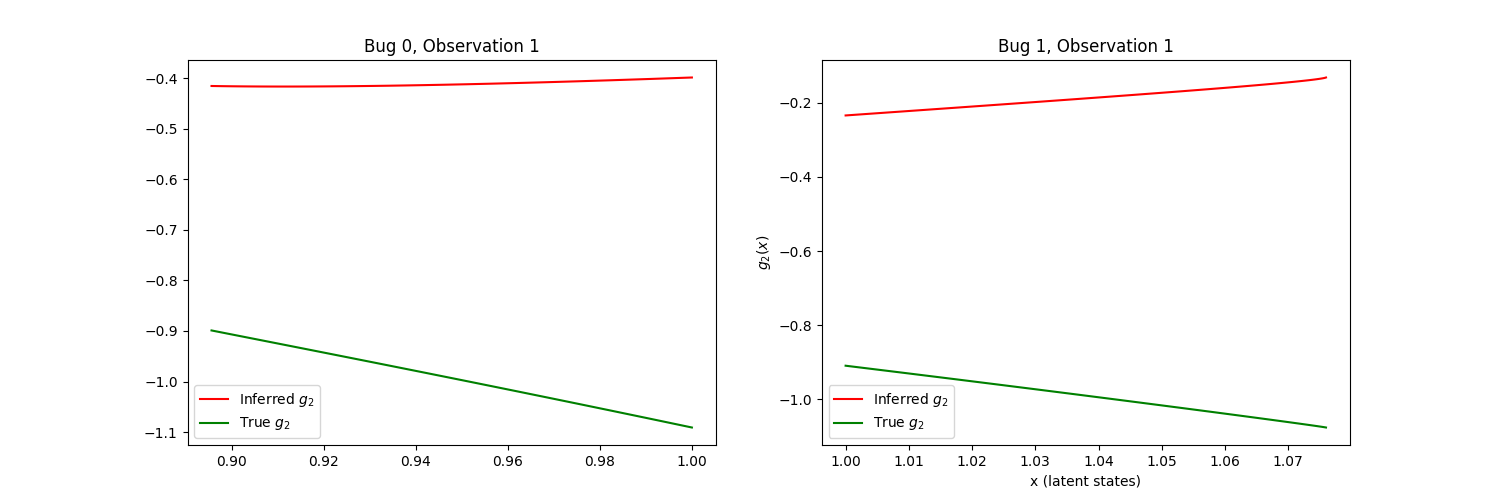 Bug 0, Observation 1
−0.4
−0.5
−0.6
−0.7
−0.8
−0.9
−1.0
−1.1
Inferred g₂
True g₂
0.90 0.92 0.94 0.96 0.98 1.00
Bug 1, Observation 1
g₂(x)
−0.2
−0.4
−0.6
−0.8
−1.0
Inferred g₂
True g₂
1.00 1.01 1.02 1.03 1.04 1.05 1.06 1.07
x (latent states)